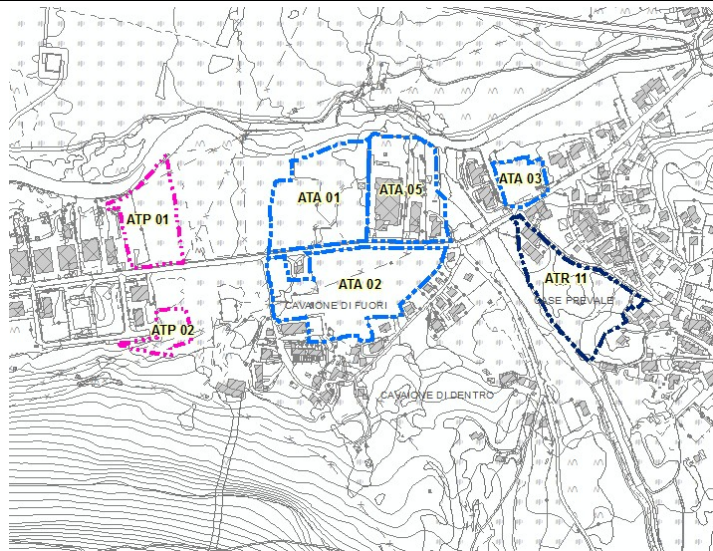 ATA 03
ATA 05
ATA 01
ATP 01
ATR 11
ATA 02
CASE PREVALE
CAVAIONE DI FUORI
ATP 02
CAVAIONE DI DENTRO